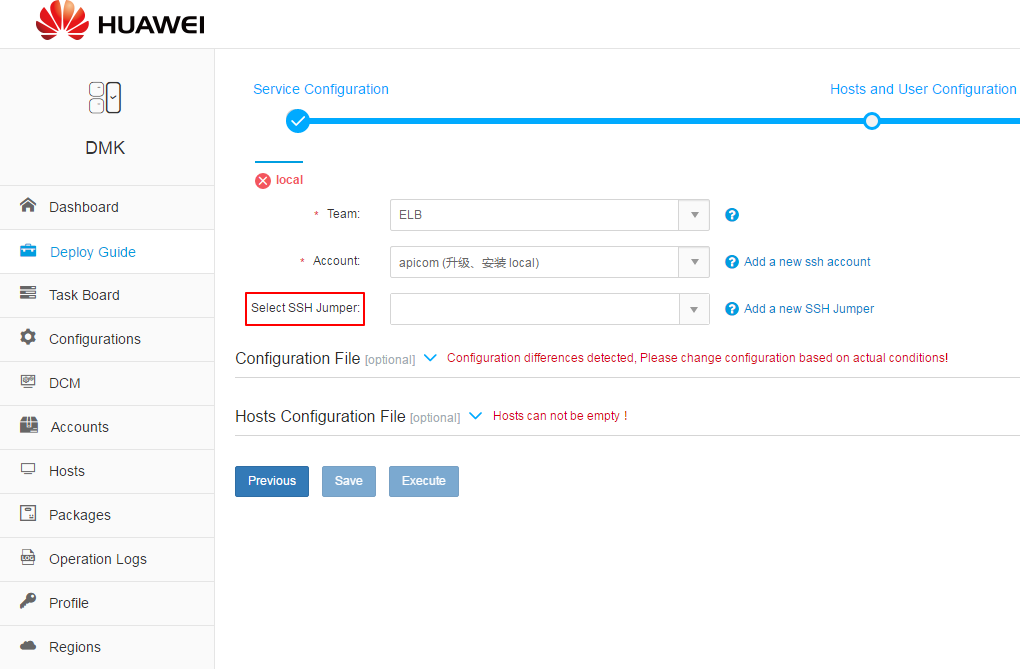 HUAWEI
DMK
Dashboard
Deploy Guide
Task Board
Configurations
DCM
Accounts
Hosts
Packages
Operation Logs
Profile
Regions
Service Configuration
Hosts and User Configuration
local
* Team:
ELB
* Account:
apicom (升级、安装 local)
Add a new ssh account
Select SSH Jumper:
Add a new SSH Jumper
Configuration File [optional] Configuration differences detected, Please change configuration based on actual conditions!
Hosts Configuration File [optional] Hosts can not be empty !
Previous Save Execute